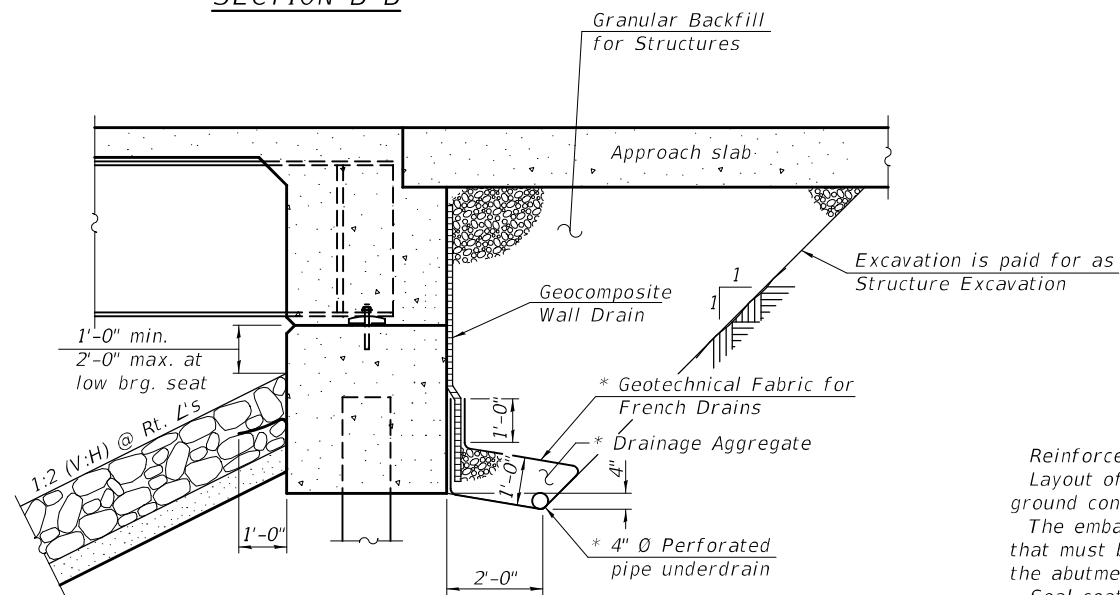 SECTION B-B
Granular Backfill
for Structures
Approach slab
Excavation is paid for as
Structure Excavation
1
1
Geocomposite
Wall Drain
1'-0" min.
2'-0" max. at
low brg. seat
1:2 (V:H) @ Rt. ∠'s
* Geotechnical Fabric for
French Drains
1'-0"
* Drainage Aggregate
1'-0"
4"
1'-0"
* 4" Ø Perforated
pipe underdrain
2'-0"
Reinforce
Layout of
ground con
The emba
that must b
the abutme
Seal coat